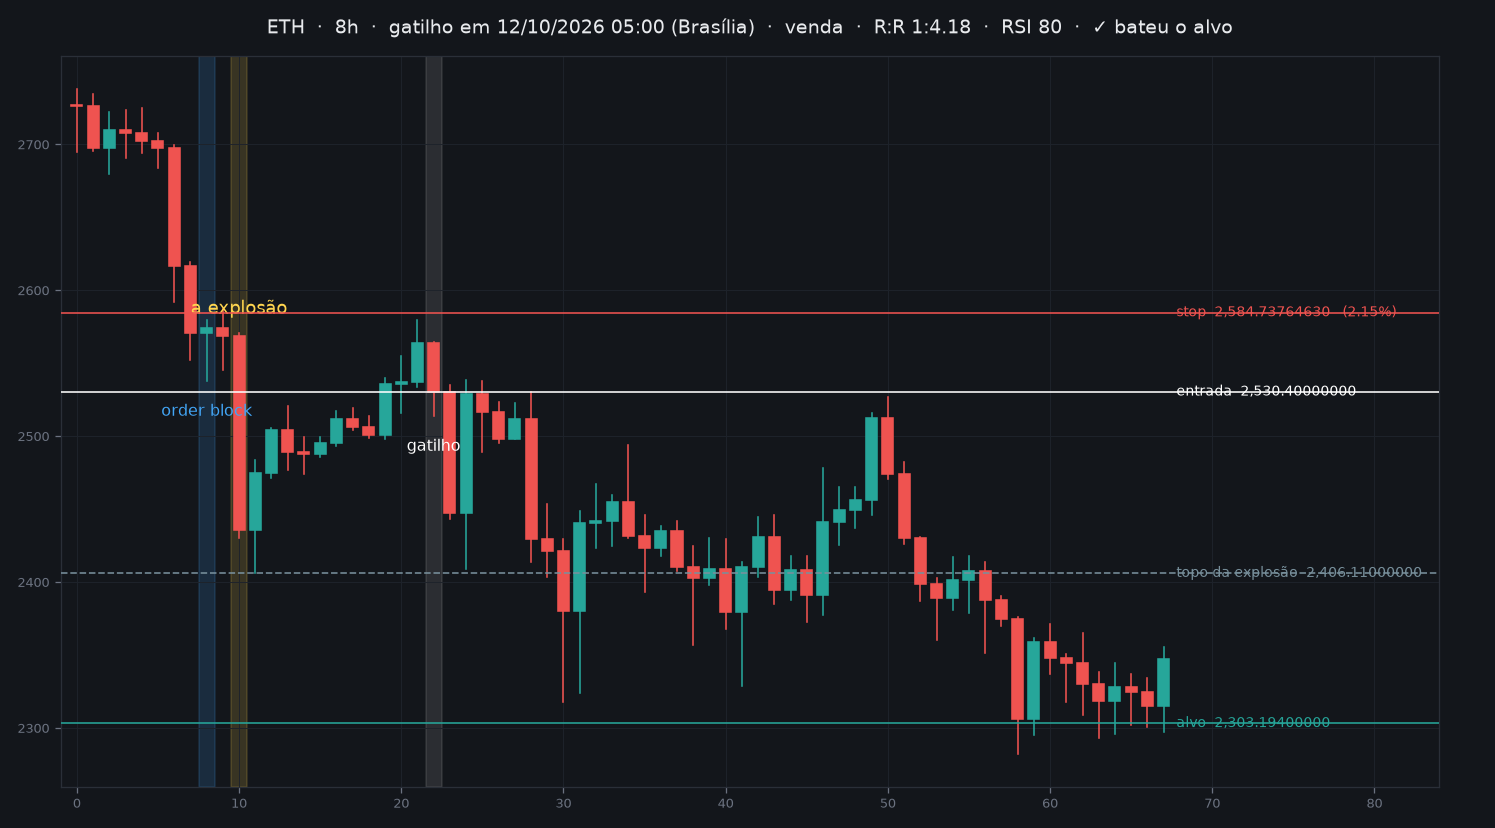 ETH · 8h · gatilho em 12/10/2026 05:00 (Brasília) · venda · R:R 1:4.18 · RSI 80 · ✓ bateu o alvo
2700
2600
a explosão
stop 2,584.73764630 (2,15%)
entrada 2,530.40000000
order block
2500
gatilho
2400
topo da explosão 2,406.11000000
2300
alvo 2,303.19400000
0 10 20 30 40 50 60 70 80